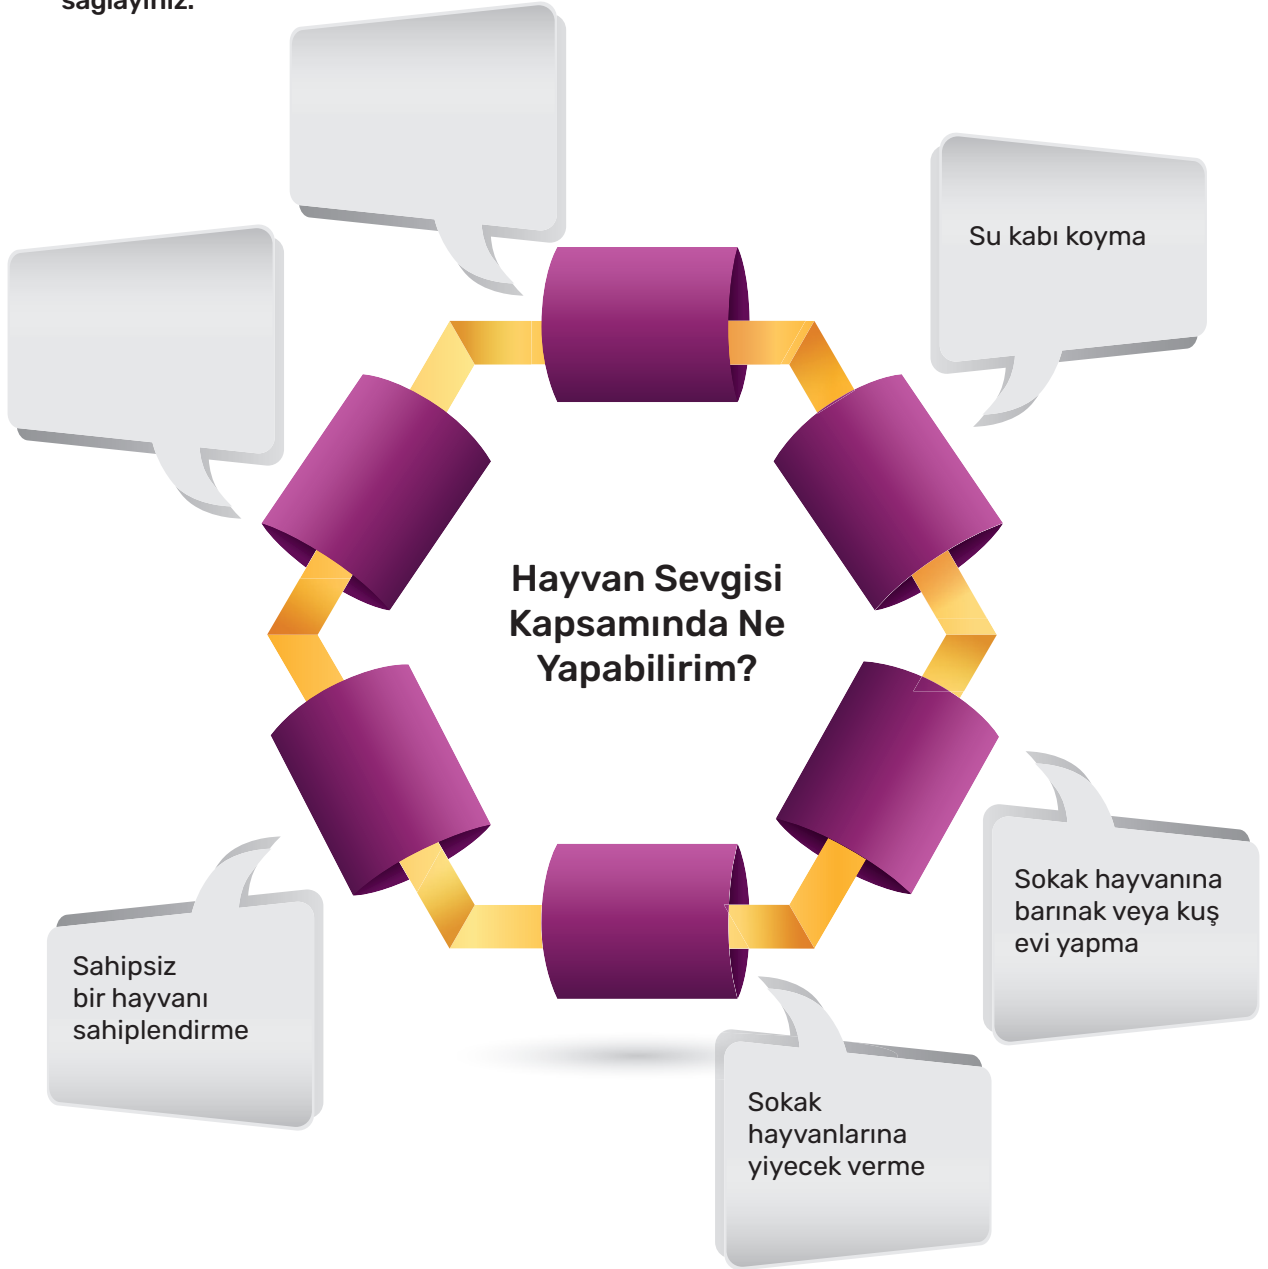 sağlayınız.
Su kabı koyma
Hayvan Sevgisi
Kapsamında Ne
Yapabilirim?
Sokak hayvanına
barınak veya kuş
evi yapma
Sahipsiz
bir hayvanı
sahiplendirme
Sokak
hayvanlarına
yiyecek verme